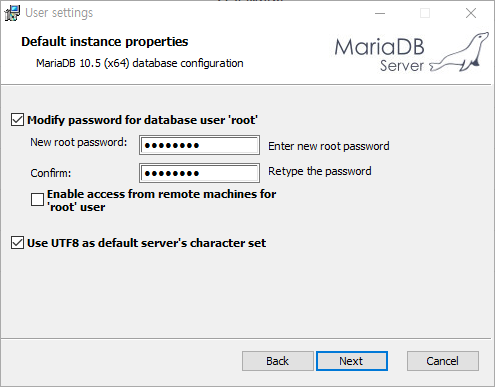 User settings
Default instance properties
MariaDB 10.5 (x64) database configuration
MariaDB
Server
Modify password for database user 'root'
New root password: ●●●●●●●● Enter new root password
Confirm: ●●●●●●●● Retype the password
Enable access from remote machines for
'root' user
Use UTF8 as default server's character set
Back Next Cancel